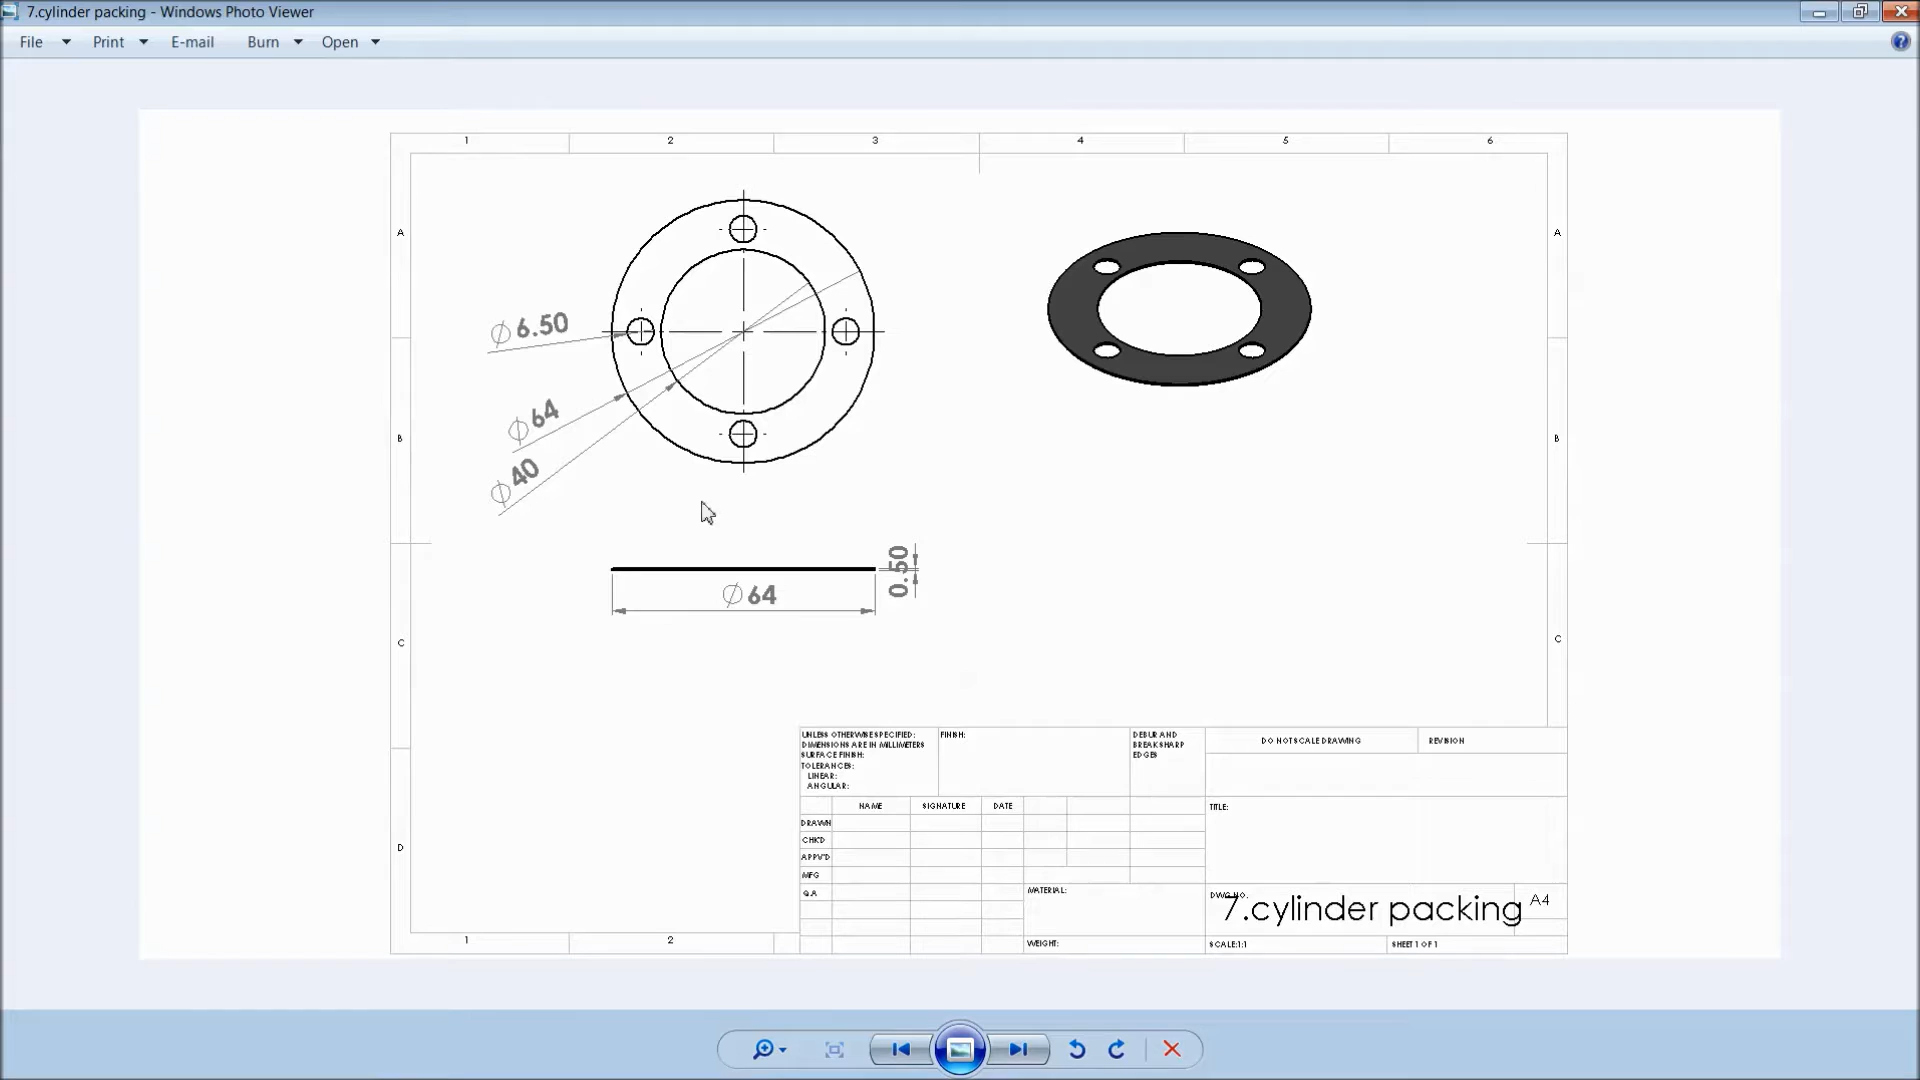 7.cylinder packing - Windows Photo Viewer
File Print E-mail Burn Open
?
1 2 3 4 5 6
A A
∅6.50
∅64
B B
∅40
0.50
∅64
C C
UNLESS OTHERWISE SPECIFIED:
DIMENSIONS ARE IN MILLIMETERS
SURFACE FINISH:
TOLERANCES:
LINEAR:
ANGULAR:
FINISH:
DEBUR AND
BREAK SHARP
EDGES
DO NOT SCALE DRAWING
REVISION
NAME SIGNATURE DATE
TITLE:
DRAWN
CHK'D
APPV'D
MFG
Q.A
D
MATERIAL:
DWG NO.
7.cylinder packing
A4
WEIGHT:
SCALE:1:1
SHEET 1 OF 1
1 2